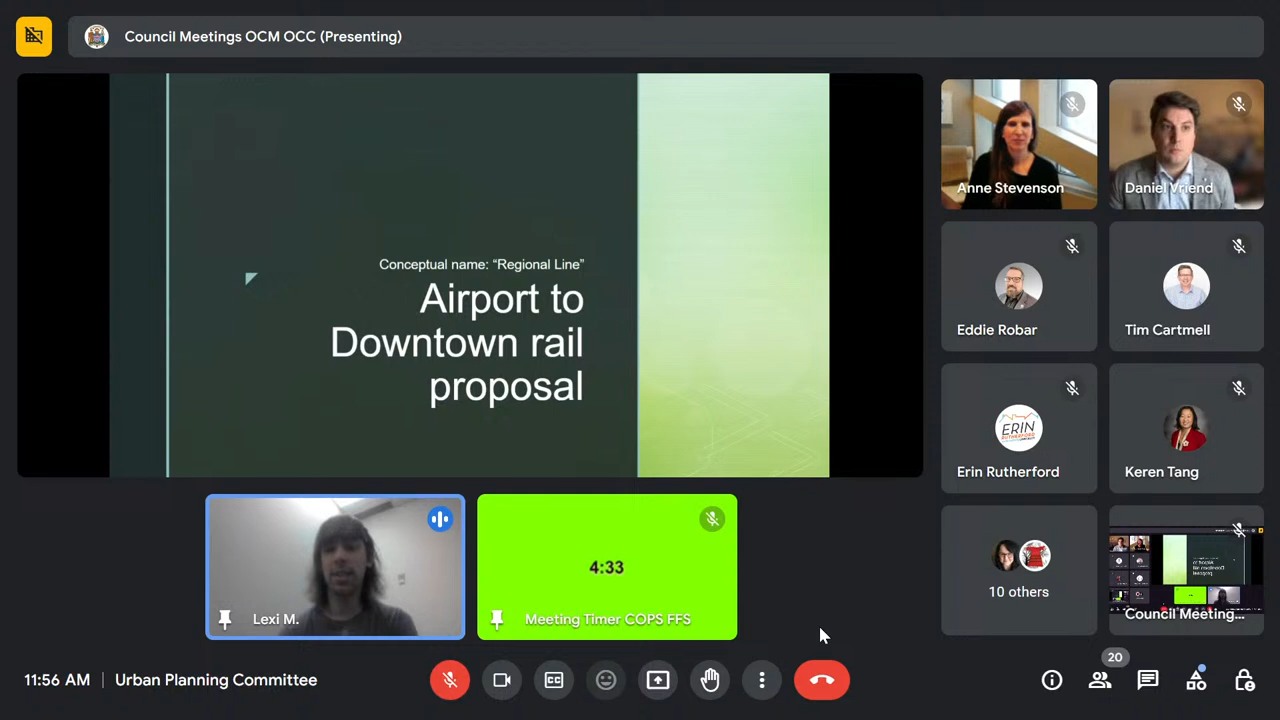 Council Meetings OCM OCC (Presenting)
Conceptual name: “Regional Line”
Airport to
Downtown rail
proposal
Anne Stevenson
Daniel Vriend
Eddie Robar
Tim Cartmell
ERIN
Erin Rutherford
Keren Tang
10 others
Council Meeting...
Lexi M.
4:33
Meeting Timer COPS FFS
11:56 AM | Urban Planning Committee
20